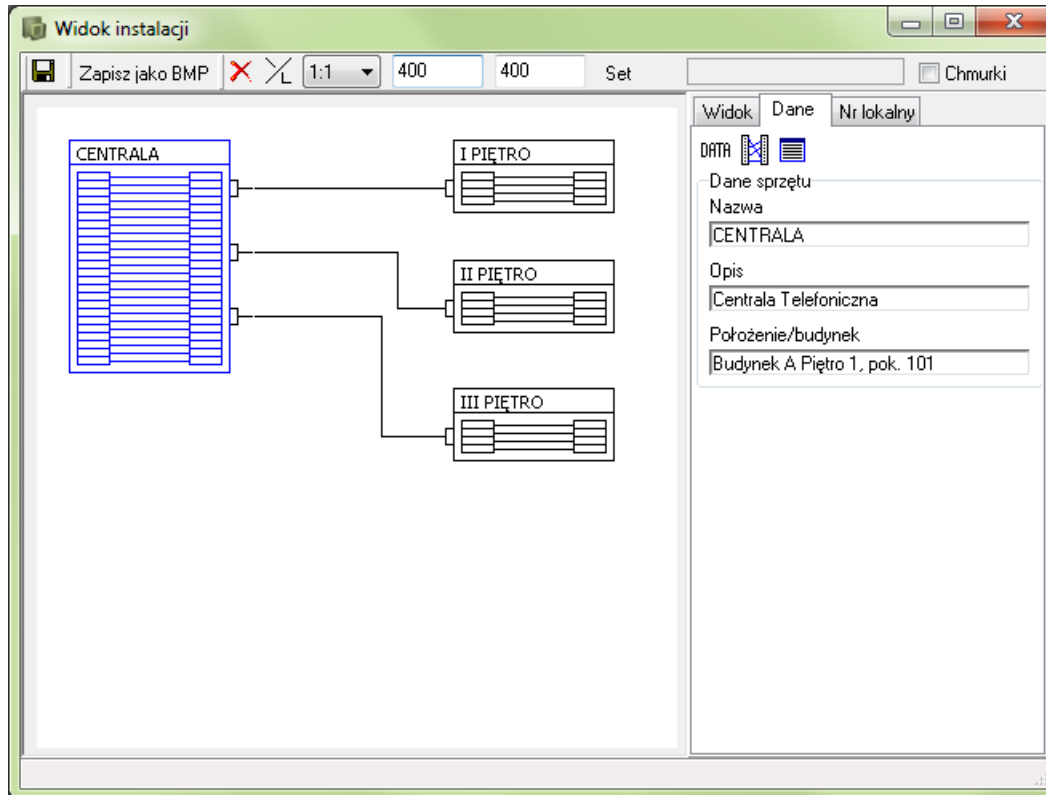 Widok instalacji
Zapisz jako BMP 1:1 400 400 Set Chmurki
Widok Dane Nr lokalny
DATA
Dane sprzętu
Nazwa
CENTRALA
Opis
Centrala Telefoniczna
Położenie/budynek
Budynek A Piętro 1, pok. 101
CENTRALA
I PIĘTRO
II PIĘTRO
III PIĘTRO